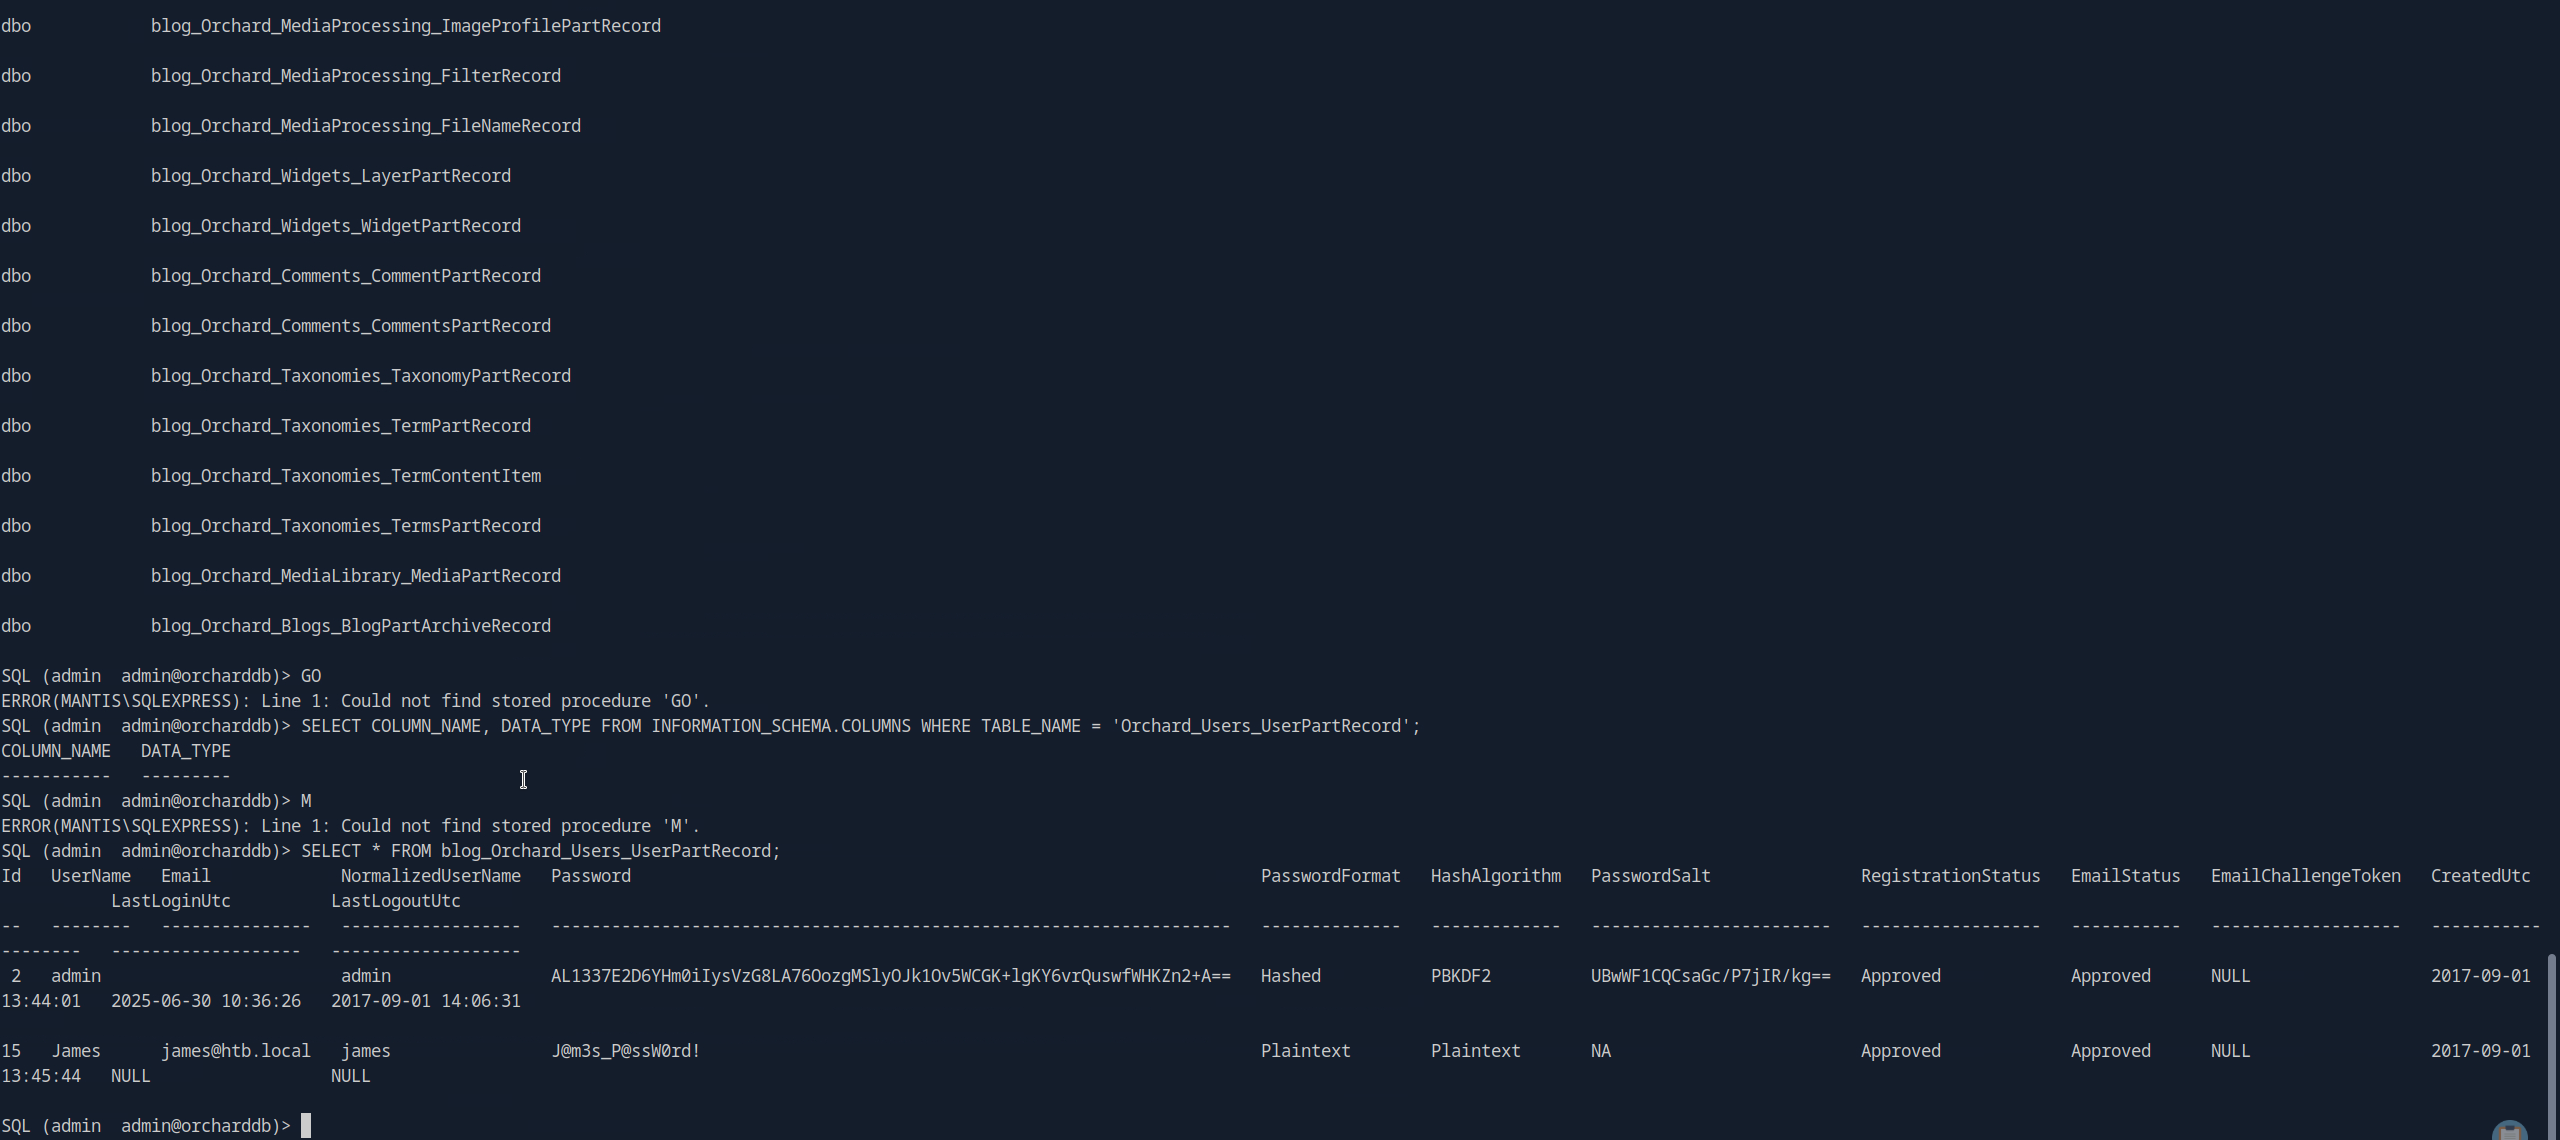 dbo            blog_Orchard_MediaProcessing_ImageProfilePartRecord
dbo            blog_Orchard_MediaProcessing_FilterRecord
dbo            blog_Orchard_MediaProcessing_FileNameRecord
dbo            blog_Orchard_Widgets_LayerPartRecord
dbo            blog_Orchard_Widgets_WidgetPartRecord
dbo            blog_Orchard_Comments_CommentPartRecord
dbo            blog_Orchard_Comments_CommentsPartRecord
dbo            blog_Orchard_Taxonomies_TaxonomyPartRecord
dbo            blog_Orchard_Taxonomies_TermPartRecord
dbo            blog_Orchard_Taxonomies_TermContentItem
dbo            blog_Orchard_Taxonomies_TermsPartRecord
dbo            blog_Orchard_MediaLibrary_MediaPartRecord
dbo            blog_Orchard_Blogs_BlogPartArchiveRecord
SQL (admin  admin@orcharddb)> GO
ERROR(MANTIS\SQLEXPRESS): Line 1: Could not find stored procedure 'GO'.
SQL (admin  admin@orcharddb)> SELECT COLUMN_NAME, DATA_TYPE FROM INFORMATION_SCHEMA.COLUMNS WHERE TABLE_NAME = 'Orchard_Users_UserPartRecord';
COLUMN_NAME   DATA_TYPE
-----------   ---------
SQL (admin  admin@orcharddb)> M
ERROR(MANTIS\SQLEXPRESS): Line 1: Could not find stored procedure 'M'.
SQL (admin  admin@orcharddb)> SELECT * FROM blog_Orchard_Users_UserPartRecord;
Id   UserName   Email             NormalizedUserName   Password                                                               PasswordFormat   HashAlgorithm   PasswordSalt               RegistrationStatus   EmailStatus   EmailChallengeToken   CreatedUtc
           LastLoginUtc          LastLogoutUtc
--   --------   ---------------   ------------------   --------------------------------------------------------------------   --------------   -------------   ------------------------   ------------------   -----------   -------------------   -----------
--------   -------------------   -------------------
 2   admin                        admin                AL1337E2D6YHm0iIysVzG8LA76OozgMSlyOJk1Ov5WCGK+lgKY6vrQuswfWHKZn2+A==   Hashed           PBKDF2          UBwWF1CQCsaGc/P7jIR/kg==   Approved             Approved      NULL                  2017-09-01
13:44:01   2025-06-30 10:36:26   2017-09-01 14:06:31
15   James      james@htb.local   james                J@m3s_P@ssW0rd!                                                        Plaintext        Plaintext       NA                         Approved             Approved      NULL                  2017-09-01
13:45:44   NULL                  NULL
SQL (admin  admin@orcharddb)>